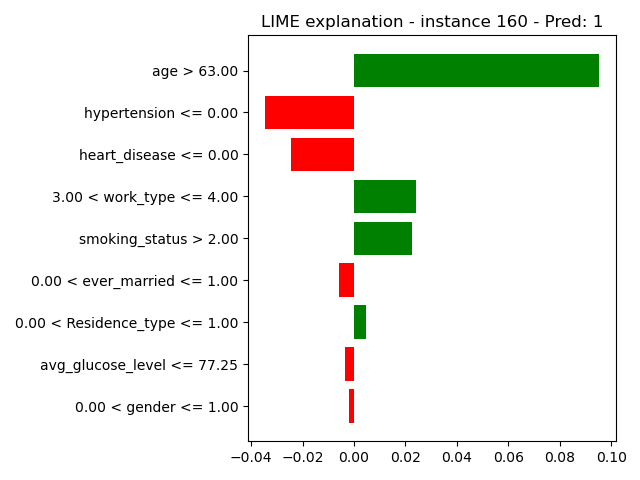 LIME explanation - instance 160 - Pred: 1
age > 63.00
hypertension <= 0.00
heart_disease <= 0.00
3.00 < work_type <= 4.00
smoking_status > 2.00
0.00 < ever_married <= 1.00
0.00 < Residence_type <= 1.00
avg_glucose_level <= 77.25
0.00 < gender <= 1.00
−0.04 −0.02 0.00 0.02 0.04 0.06 0.08 0.10